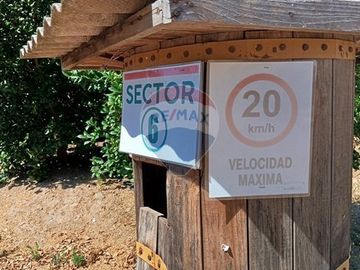 SECTOR
6
RE/MAX
20
km/h
VELOCIDAD
MAXIMA